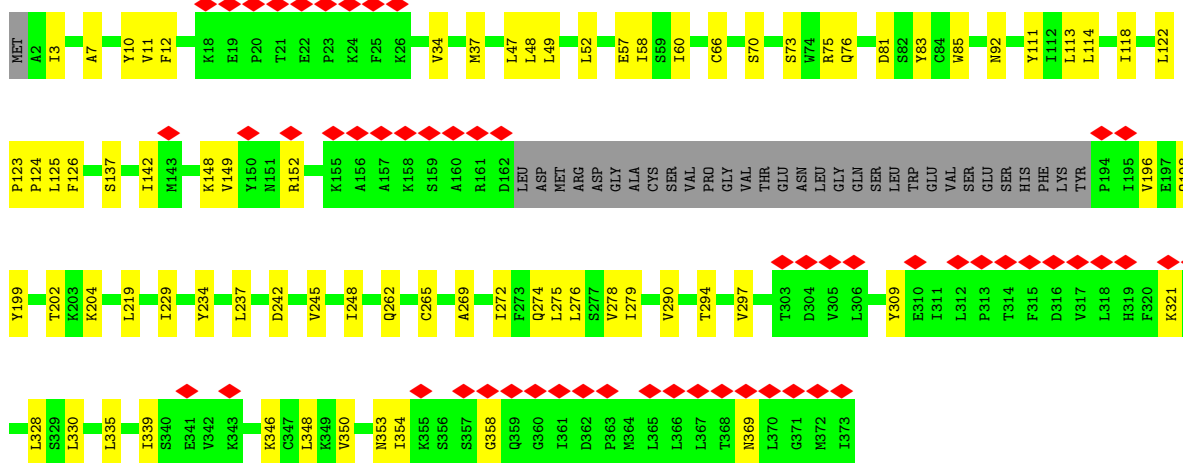 MET A2 I3 A7 Y10 V11 F12 K18 E19 P20 T21 E22 P23 K24 F25 K26 V34 M37 L47 L48 L49 L52 E57 I58 S59 I60 C66 S70 S73 W74 R75 Q76 D81 S82 Y83 C84 W85 N92 Y111 I112 L113 L114 I118 L122
P123 P124 L125 F126 S137 I142 M143 K148 V149 Y150 N151 R152 K155 A156 A157 K158 S159 A160 R161 D162 LEU ASP MET ARG ASP GLY ALA CYS SER VAL PRO GLY VAL THR GLU ASN LEU GLY GLN SER LEU TRP GLU VAL SER GLU SER HIS PHE LYS TYR P194 I195 V196 E197
Y199 T202 K203 K204 L219 I229 Y234 L237 D242 V245 I248 Q262 C265 A269 I272 F273 Q274 L275 L276 S277 V278 I279 V290 T294 V297 T303 D304 V305 L306 Y309 E310 I311 L312 P313 T314 F315 D316 V317 L318 H319 F320 K321
L328 S329 L330 L335 I339 S340 E341 V342 K343 K346 C347 L348 K349 V350 N353 I354 K355 S356 S357 G358 Q359 G360 I361 D362 P363 M364 L365 L366 L367 T368 N369 L370 G371 M372 I373